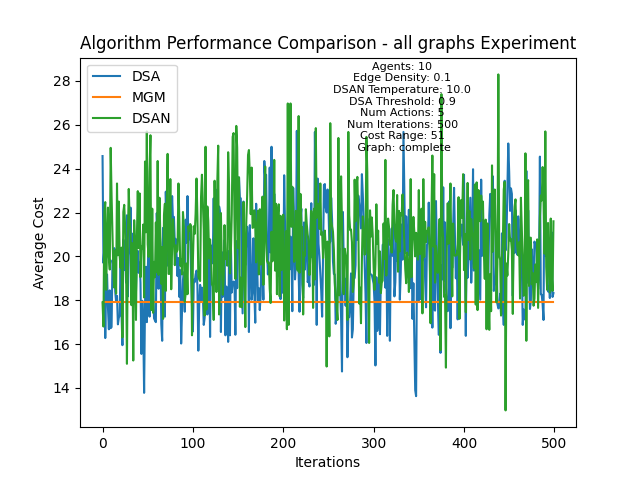 Algorithm Performance Comparison - all graphs Experiment
DSA
MGM
DSAN
Agents: 10
Edge Density: 0.1
DSAN Temperature: 10.0
DSA Threshold: 0.9
Num Actions: 5
Num Iterations: 500
Cost Range: 51
Graph: complete
Average Cost
28
26
24
22
20
18
16
14
0
100
200
300
400
500
Iterations